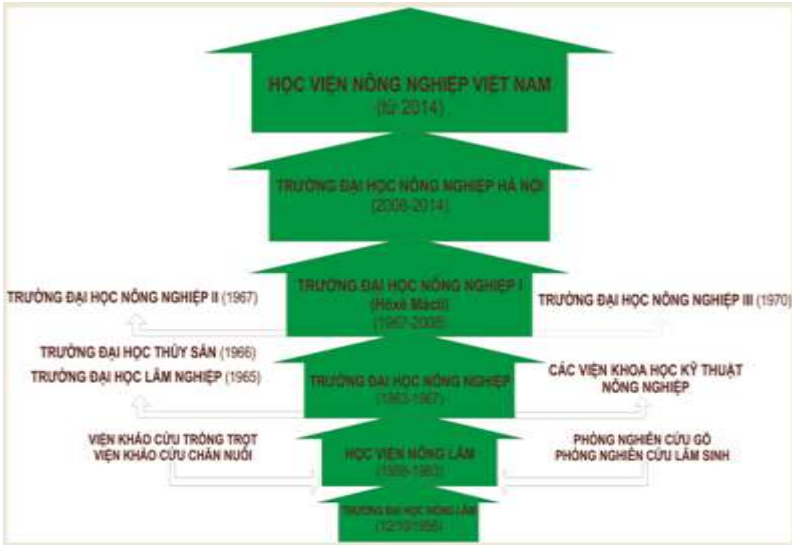 HỌC VIỆN NÔNG NGHIỆP VIỆT NAM
(từ 2014)
TRƯỜNG ĐẠI HỌC NÔNG NGHIỆP HÀ NỘI
(2008-2014)
TRƯỜNG ĐẠI HỌC NÔNG NGHIỆP I
(Hôxê Macti)
(1967-2008)
TRƯỜNG ĐẠI HỌC NÔNG NGHIỆP II (1967)
TRƯỜNG ĐẠI HỌC NÔNG NGHIỆP III (1970)
TRƯỜNG ĐẠI HỌC THỦY SẢN (1966)
TRƯỜNG ĐẠI HỌC LÂM NGHIỆP (1965)
TRƯỜNG ĐẠI HỌC NÔNG NGHIỆP
(1963-1967)
CÁC VIỆN KHOA HỌC KỸ THUẬT
NÔNG NGHIỆP
VIỆN KHẢO CỨU TRỒNG TRỌT
VIỆN KHẢO CỨU CHĂN NUÔI
HỌC VIỆN NÔNG LÂM
(1958-1963)
PHÒNG NGHIÊN CỨU GỖ
PHÒNG NGHIÊN CỨU LÂM SINH
TRƯỜNG ĐẠI HỌC NÔNG LÂM
(12/10/1956)